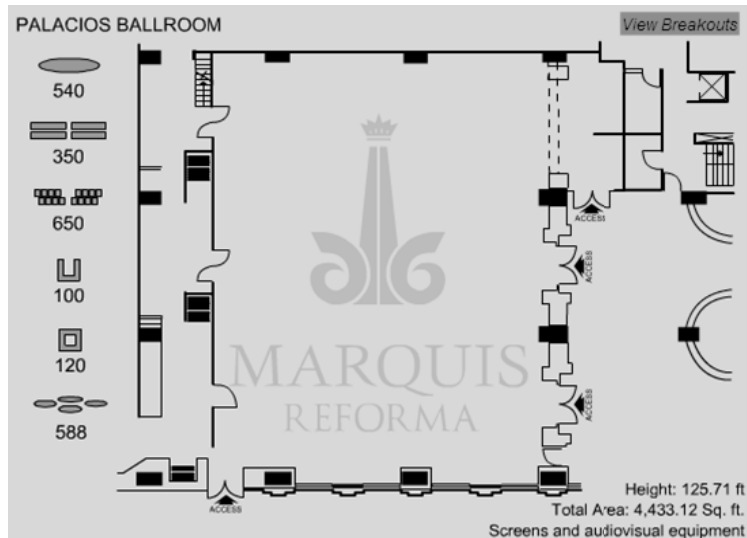 PALACIOS BALLROOM
View Breakouts
540
350
650
100
120
588
ACCESS
ACCESS
ACCESS
ACCESS
MARQUIS
REFORMA
Height: 125.71 ft
Total Area: 4,433.12 Sq. ft.
Screens and audiovisual equipment